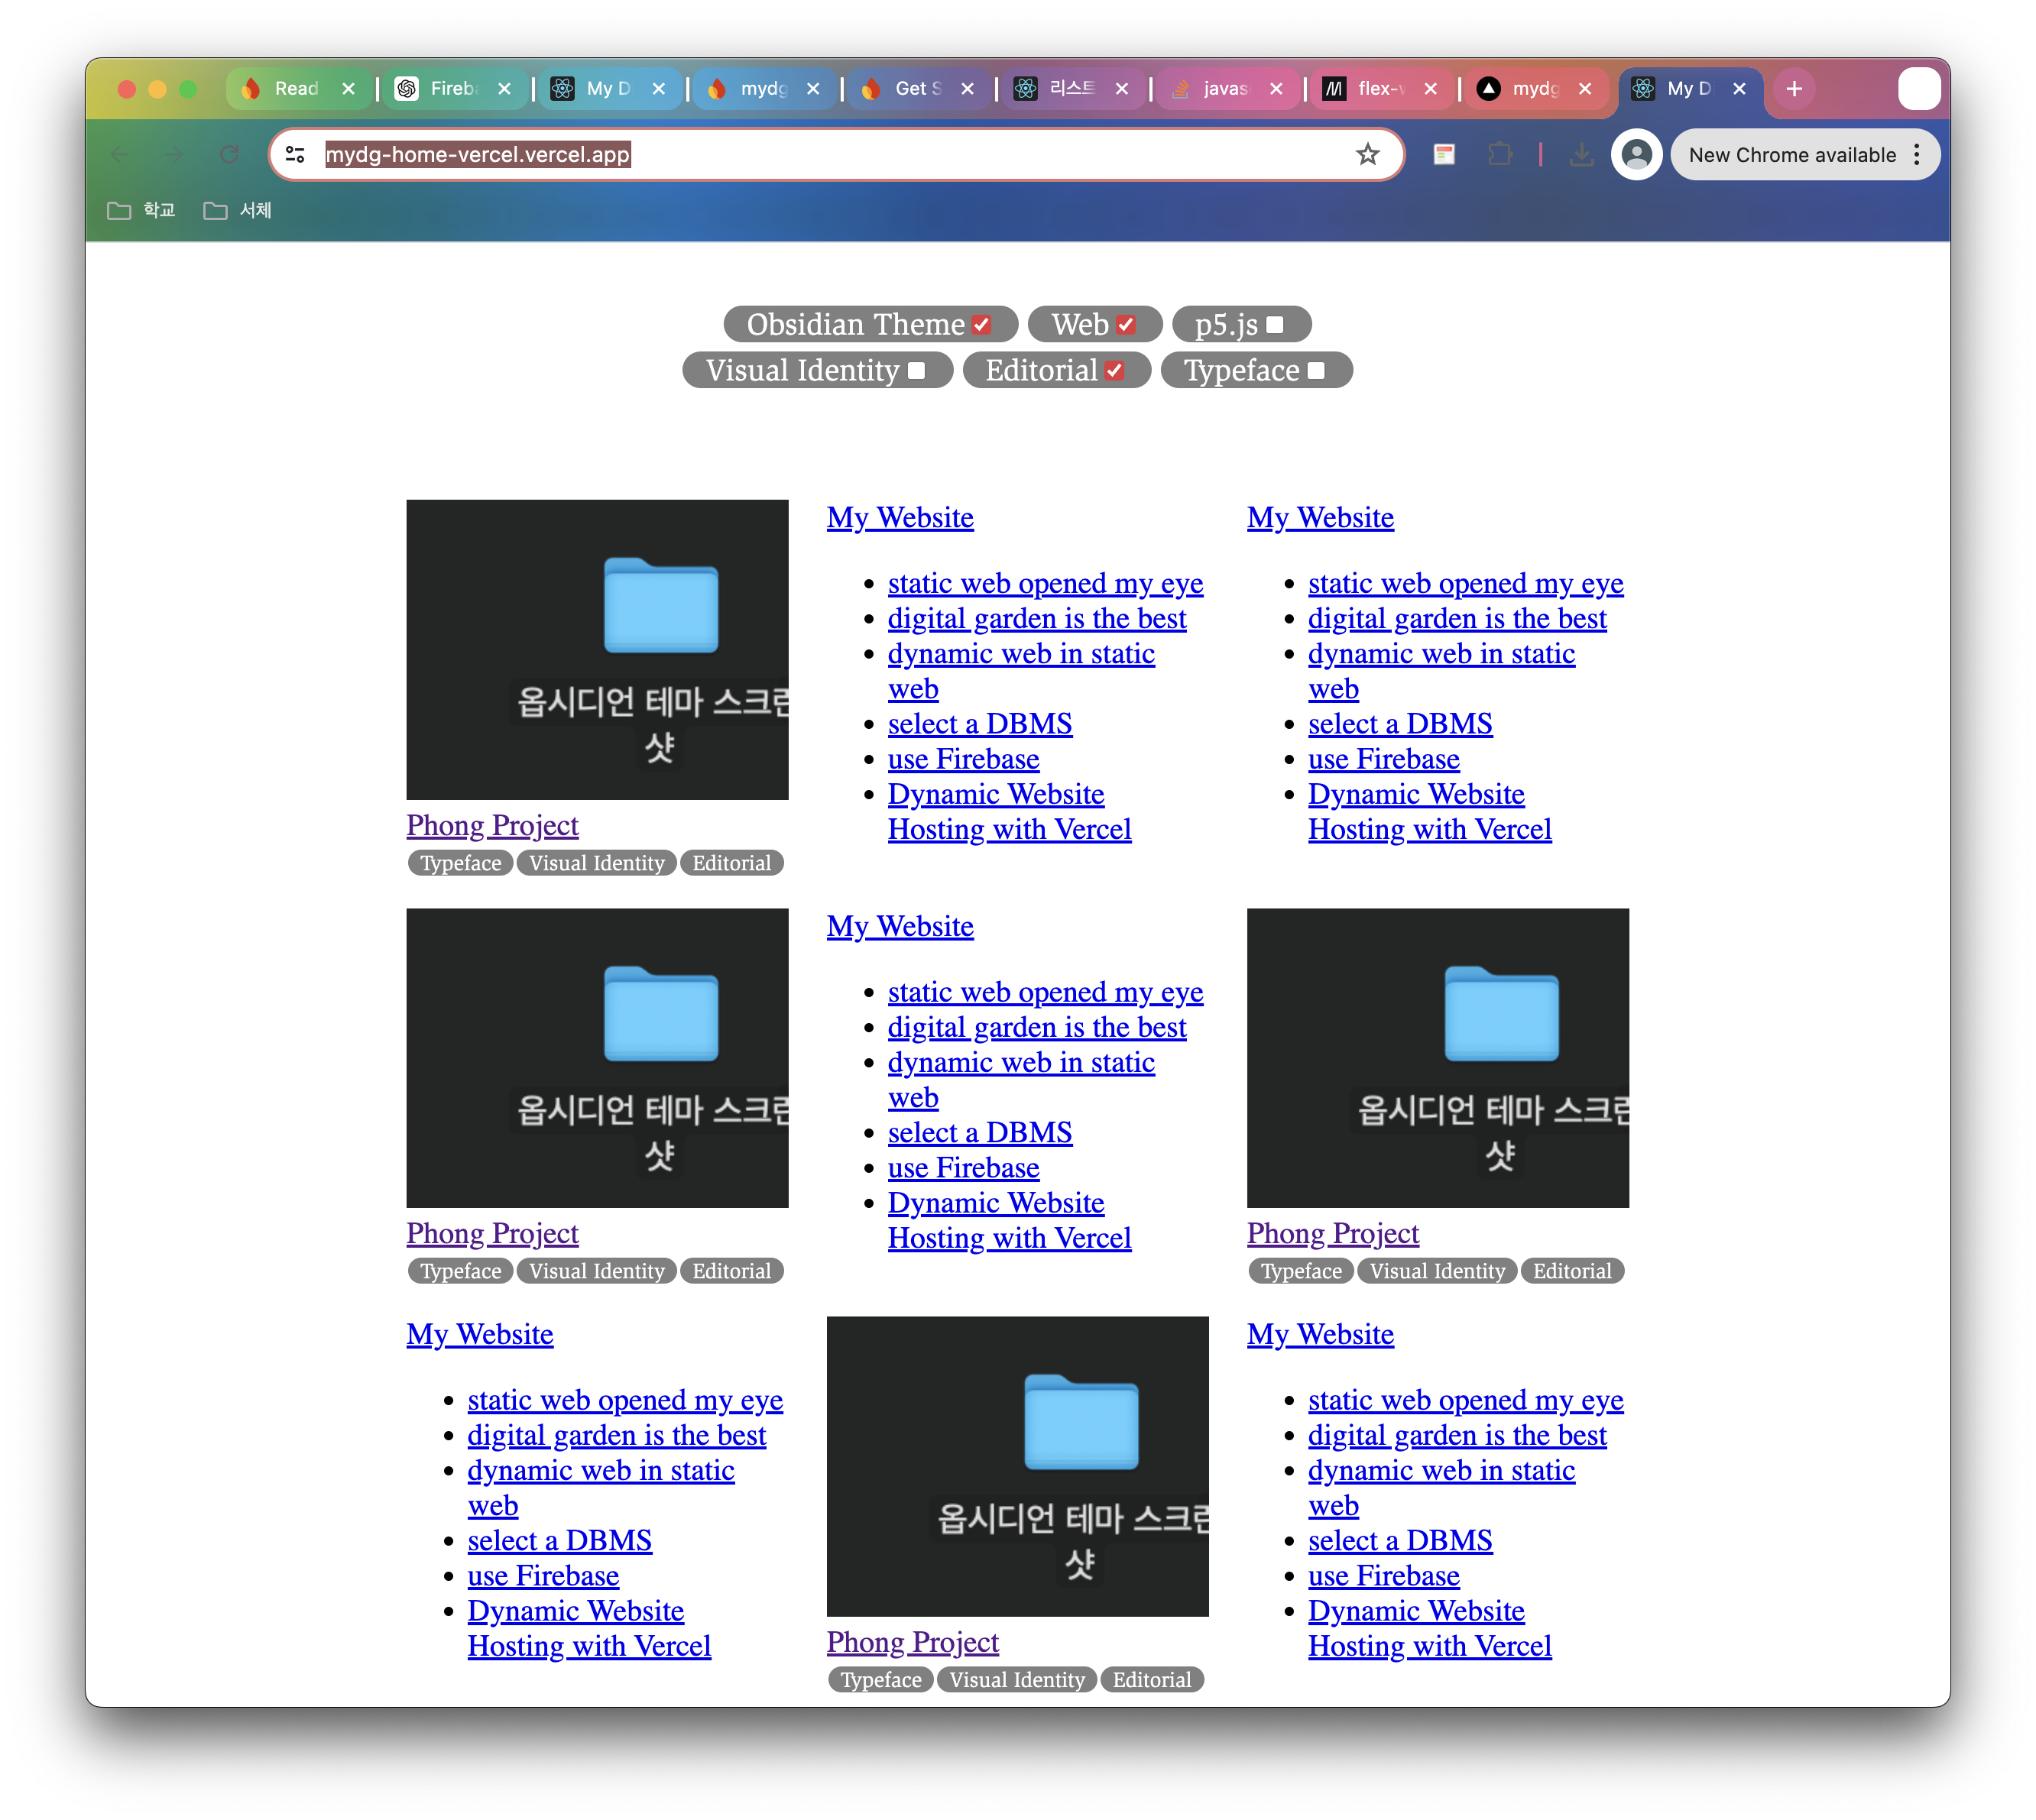 Read
Fireb
My D
mydg
Get S
리스트
javas
flex-v
mydg
My D
mydg-home-vercel.vercel.app
New Chrome available
학교
서체
Obsidian Theme
Web
p5.js
Visual Identity
Editorial
Typeface
옵시디언 테마 스크린
샷
Phong Project
Typeface
Visual Identity
Editorial
My Website
static web opened my eye
digital garden is the best
dynamic web in static
web
select a DBMS
use Firebase
Dynamic Website
Hosting with Vercel
My Website
static web opened my eye
digital garden is the best
dynamic web in static
web
select a DBMS
use Firebase
Dynamic Website
Hosting with Vercel
옵시디언 테마 스크린
샷
Phong Project
Typeface
Visual Identity
Editorial
My Website
static web opened my eye
digital garden is the best
dynamic web in static
web
select a DBMS
use Firebase
Dynamic Website
Hosting with Vercel
옵시디언 테마 스크린
샷
Phong Project
Typeface
Visual Identity
Editorial
My Website
static web opened my eye
digital garden is the best
dynamic web in static
web
select a DBMS
use Firebase
Dynamic Website
Hosting with Vercel
옵시디언 테마 스크린
샷
Phong Project
Typeface
Visual Identity
Editorial
My Website
static web opened my eye
digital garden is the best
dynamic web in static
web
select a DBMS
use Firebase
Dynamic Website
Hosting with Vercel